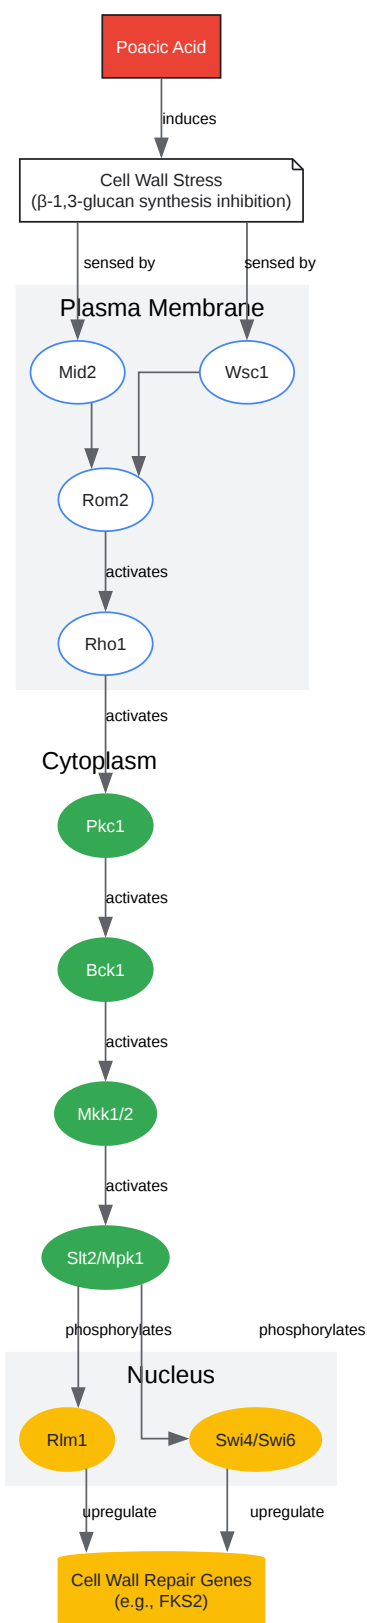 Poacic Acid
induces
Cell Wall Stress
(β-1,3-glucan synthesis inhibition)
sensed by
sensed by
Plasma Membrane
Mid2
Wsc1
Rom2
activates
Rho1
activates
Cytoplasm
Pkc1
activates
Bck1
activates
Mkk1/2
activates
Slt2/Mpk1
phosphorylates
phosphorylates
Nucleus
Rlm1
Swi4/Swi6
upregulate
upregulate
Cell Wall Repair Genes
(e.g., FKS2)